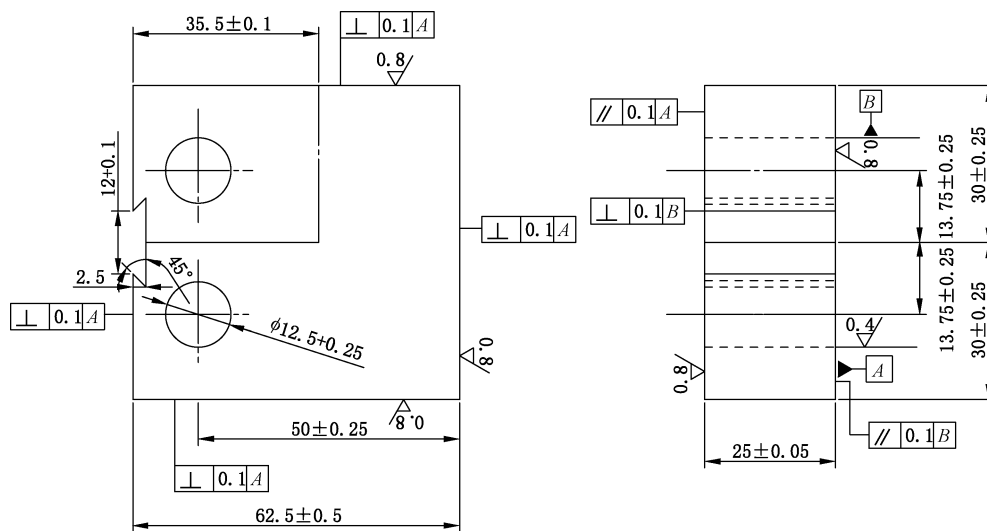 35.5±0.1
⊥ 0.1 A
0.8
12+0.1
⊥ 0.1 A
45°
2.5
⊥ 0.1 A
φ12.5+0.25
0.8
0.8
50±0.25
⊥ 0.1 A
62.5±0.5
// 0.1 A
B
0.8
13.75±0.25
30±0.25
⊥ 0.1 B
13.75±0.25
30±0.25
0.4
0.8
A
// 0.1 B
25±0.05